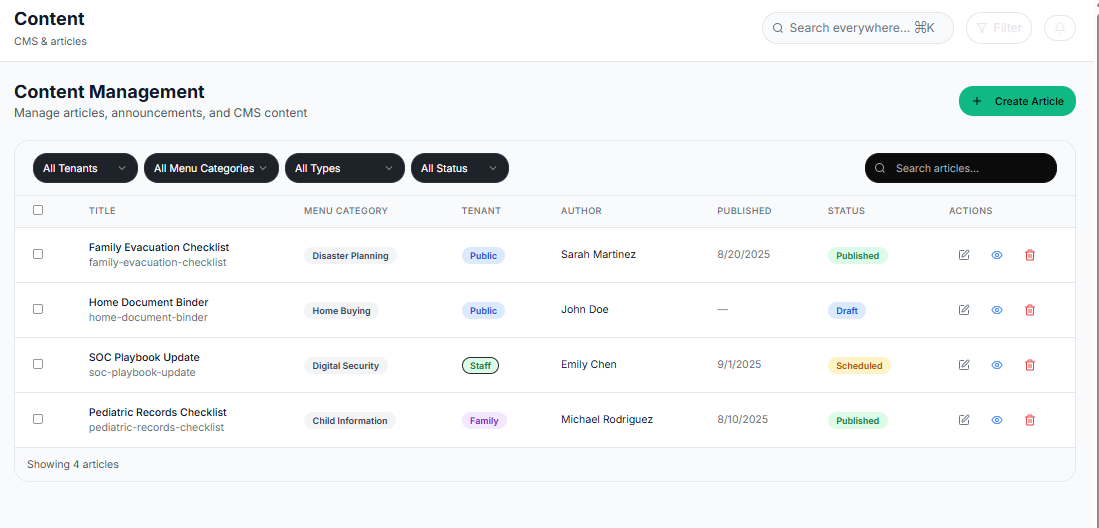 Content
CMS & articles
Search everywhere... ⌘K
Filter
Content Management
Manage articles, announcements, and CMS content
+ Create Article
All Tenants
All Menu Categories
All Types
All Status
Search articles...
TITLE MENU CATEGORY TENANT AUTHOR PUBLISHED STATUS ACTIONS
Family Evacuation Checklist
family-evacuation-checklist
Disaster Planning
Public
Sarah Martinez
8/20/2025
Published
Home Document Binder
home-document-binder
Home Buying
Public
John Doe
—
Draft
SOC Playbook Update
soc-playbook-update
Digital Security
Staff
Emily Chen
9/1/2025
Scheduled
Pediatric Records Checklist
pediatric-records-checklist
Child Information
Family
Michael Rodriguez
8/10/2025
Published
Showing 4 articles